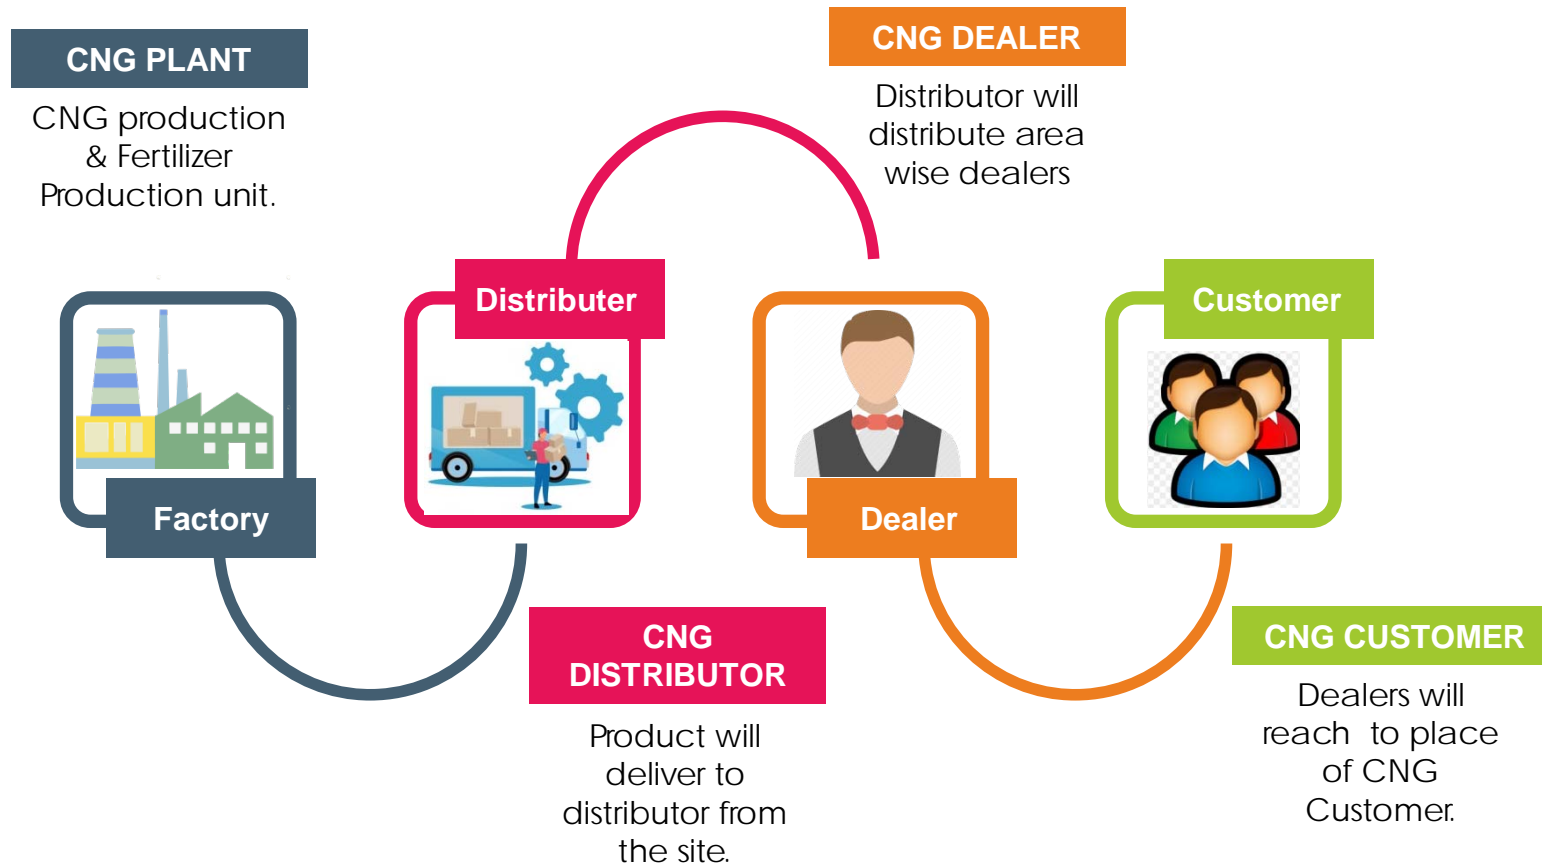 CNG PLANT
CNG production
& Fertilizer
Production unit.
Factory
Distributer
CNG
DISTRIBUTOR
Product will
deliver to
distributor from
the site.
CNG DEALER
Distributor will
distribute area
wise dealers
Dealer
Customer
CNG CUSTOMER
Dealers will
reach to place
of CNG
Customer.